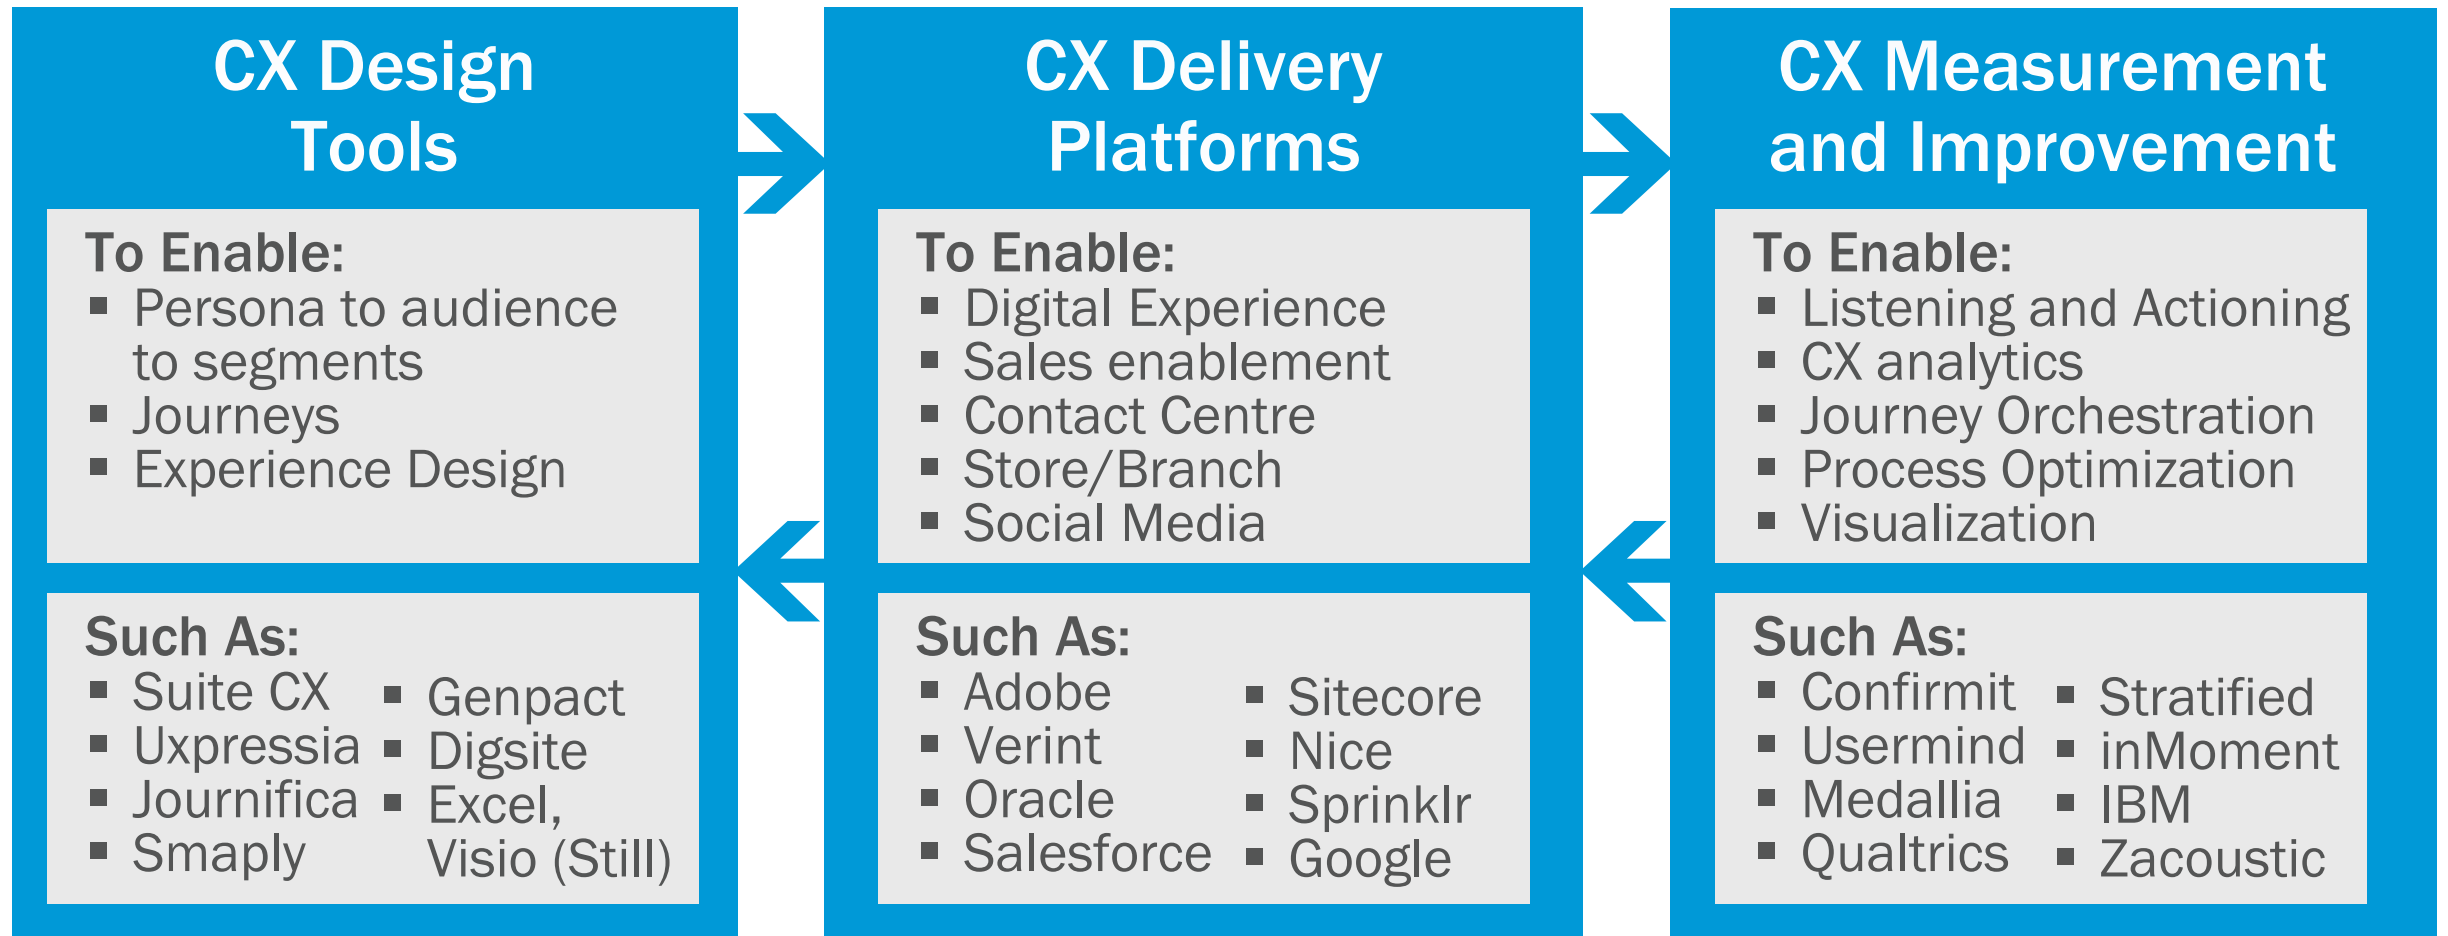 CX Design
Tools
To Enable:
▪ Persona to audience
to segments
▪ Journeys
▪ Experience Design
Such As:
▪ Suite CX
▪ Uxpressia
▪ Journifica
▪ Smaply
▪ Genpact
▪ Digsite
▪ Excel,
Visio (Still)
CX Delivery
Platforms
To Enable:
▪ Digital Experience
▪ Sales enablement
▪ Contact Centre
▪ Store/Branch
▪ Social Media
Such As:
▪ Adobe
▪ Verint
▪ Oracle
▪ Salesforce
▪ Sitecore
▪ Nice
▪ Sprinklr
▪ Google
CX Measurement
and Improvement
To Enable:
▪ Listening and Actioning
▪ CX analytics
▪ Journey Orchestration
▪ Process Optimization
▪ Visualization
Such As:
▪ Confirmit
▪ Usermind
▪ Medallia
▪ Qualtrics
▪ Stratified
▪ inMoment
▪ IBM
▪ Zacoustic